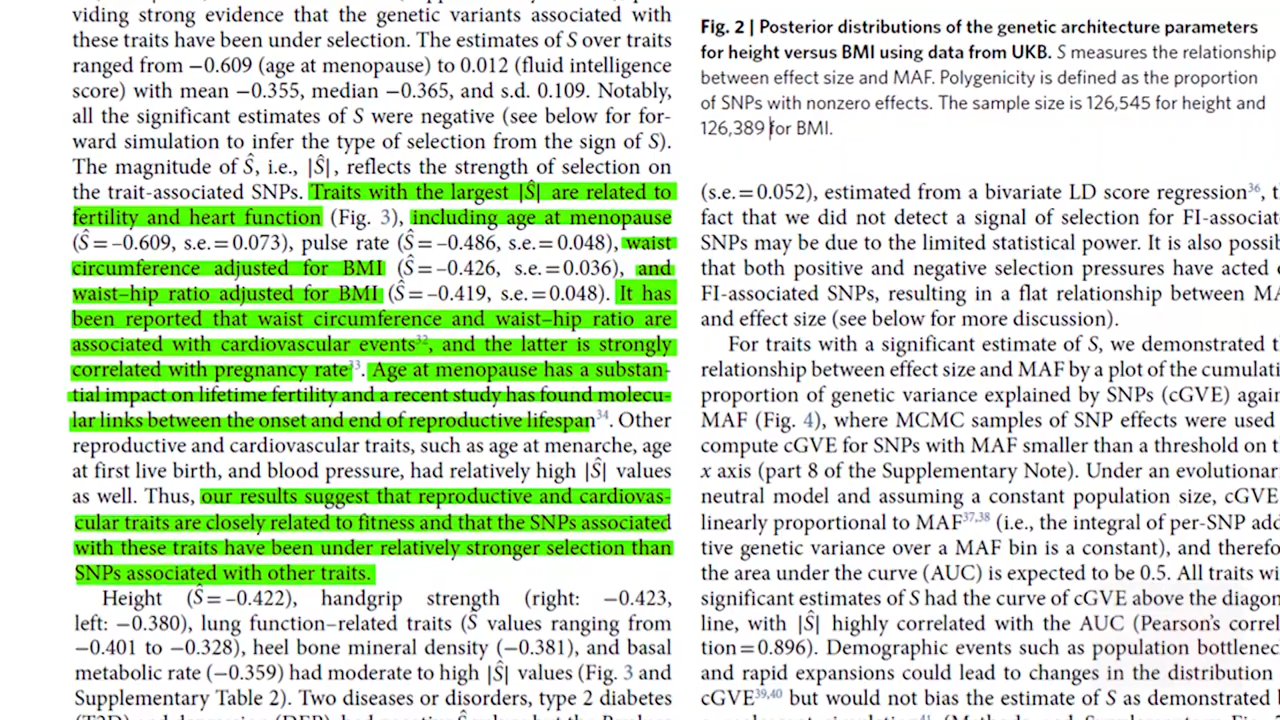 viding strong evidence that the genetic variants associated with
these traits have been under selection. The estimates of S over traits
ranged from −0.609 (age at menopause) to 0.012 (fluid intelligence
score) with mean −0.355, median −0.365, and s.d. 0.109. Notably,
all the significant estimates of S were negative (see below for for-
ward simulation to infer the type of selection from the sign of S).
The magnitude of Ŝ, i.e., |Ŝ|, reflects the strength of selection on
the trait-associated SNPs. Traits with the largest |Ŝ| are related to
fertility and heart function (Fig. 3), including age at menopause
(Ŝ=–0.609, s.e.=0.073), pulse rate (Ŝ=–0.486, s.e.=0.048), waist
circumference adjusted for BMI (Ŝ=–0.426, s.e.=0.036), and
waist–hip ratio adjusted for BMI (Ŝ=–0.419, s.e.=0.048). It has
been reported that waist circumference and waist–hip ratio are
associated with cardiovascular events32, and the latter is strongly
correlated with pregnancy rate33. Age at menopause has a substan-
tial impact on lifetime fertility and a recent study has found molecu-
lar links between the onset and end of reproductive lifespan34. Other
reproductive and cardiovascular traits, such as age at menarche, age
at first live birth, and blood pressure, had relatively high |Ŝ| values
as well. Thus, our results suggest that reproductive and cardiovas-
cular traits are closely related to fitness and that the SNPs associated
with these traits have been under relatively stronger selection than
SNPs associated with other traits.
Height (Ŝ=–0.422), handgrip strength (right: −0.423,
left: −0.380), lung function–related traits (Ŝ values ranging from
−0.401 to −0.328), heel bone mineral density (−0.381), and basal
metabolic rate (−0.359) had moderate to high |Ŝ| values (Fig. 3 and
Supplementary Table 2). Two diseases or disorders, type 2 diabetes
Fig. 2 | Posterior distributions of the genetic architecture parameters
for height versus BMI using data from UKB. S measures the relationship
between effect size and MAF. Polygenicity is defined as the proportion
of SNPs with nonzero effects. The sample size is 126,545 for height and
126,389 for BMI.
(s.e.=0.052), estimated from a bivariate LD score regression36, t
fact that we did not detect a signal of selection for FI-associat
SNPs may be due to the limited statistical power. It is also possib
that both positive and negative selection pressures have acted
FI-associated SNPs, resulting in a flat relationship between MA
and effect size (see below for more discussion).
For traits with a significant estimate of S, we demonstrated t
relationship between effect size and MAF by a plot of the cumulati
proportion of genetic variance explained by SNPs (cGVE) again
MAF (Fig. 4), where MCMC samples of SNP effects were used
compute cGVE for SNPs with MAF smaller than a threshold on t
x axis (part 8 of the Supplementary Note). Under an evolutionar
neutral model and assuming a constant population size, cGVE
linearly proportional to MAF37,38 (i.e., the integral of per-SNP add
tive genetic variance over a MAF bin is a constant), and therefo
the area under the curve (AUC) is expected to be 0.5. All traits wi
significant estimates of S had the curve of cGVE above the diagon
line, with |Ŝ| highly correlated with the AUC (Pearson's correl
tion=0.896). Demographic events such as population bottlenec
and rapid expansions could lead to changes in the distribution
cGVE39,40 but would not bias the estimate of S as demonstrated